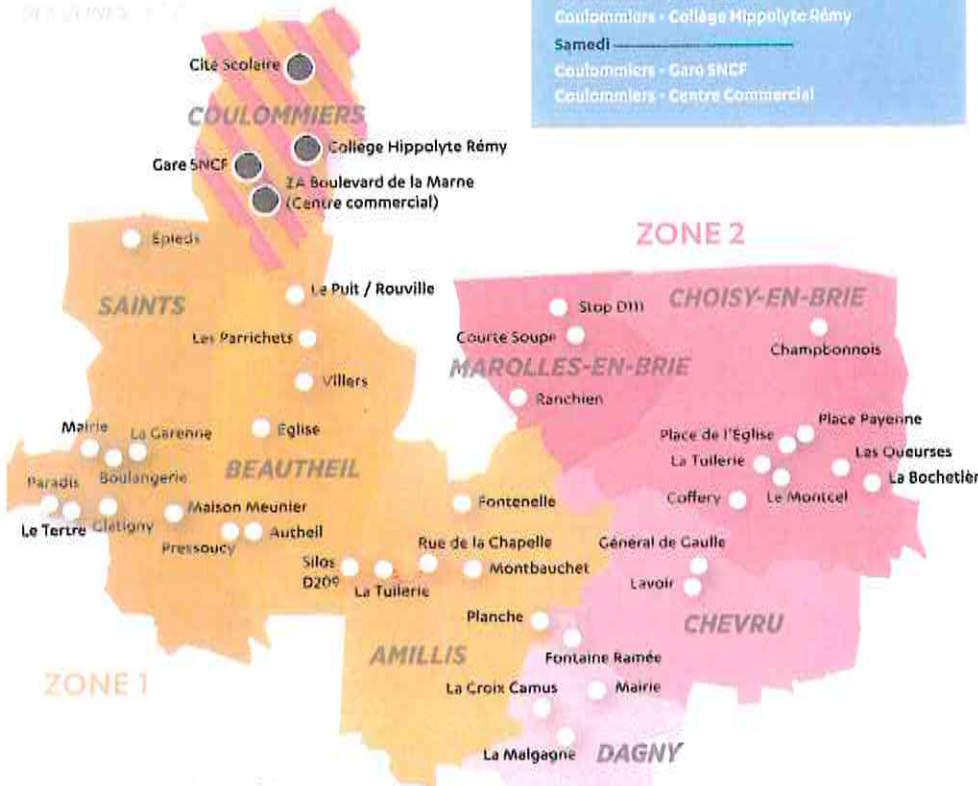 Coulommiers - Collège Hippolyte Rémy
Samedi
Coulommiers - Gare SNCF
Coulommiers - Centre Commercial
Cité Scolaire
COULOMMIERS
Collège Hippolyte Rémy
Gare SNCF
ZA Boulevard de la Marne
(Centre commercial)
ZONE 2
Epieds
SAINTS
Le Puit / Rouville
Les Parrichets
Villers
Église
Stop D111
CHOISY-EN-BRIE
Courte Soupe
Champbonnois
MAROLLES-EN-BRIE
Ranchien
Mairie
La Garenne
Boulangerie
BEAUTHEIL
Paradis
Le Tertre
Glatigny
Maison Meunier
Pressoucy
Autheil
Place Payenne
Place de l'Église
La Tuilerie
Les Queurses
La Bochetièr
Coffery
Le Montcel
Fontenelle
Rue de la Chapelle
Silos
D209
La Tuilerie
Montbauchet
Général de Gaulle
Lavoir
CHEVRU
Planche
Fontaine Ramée
AMILLIS
ZONE 1
La Croix Camus
Mairie
La Malgagne
DAGNY